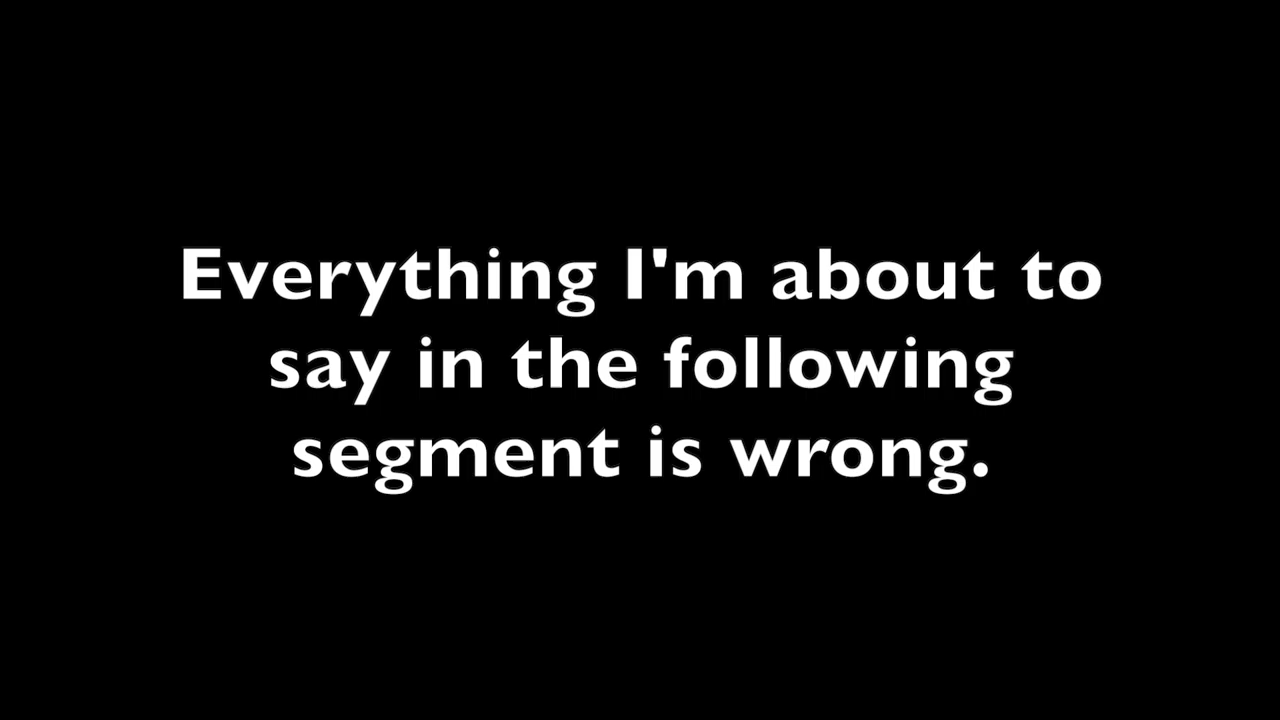 Everything I'm about to
say in the following
segment is wrong.